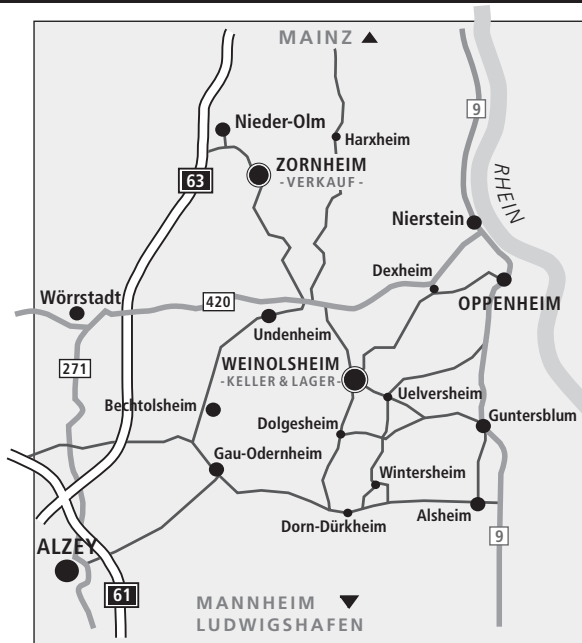 MAINZ
9
Nieder-Olm
Harxheim
ZORNHEIM
- VERKAUF -
63
RHEIN
Nierstein
Dexheim
Wörrstadt
420
OPPENHEIM
Undenheim
271
WEINOLSHEIM
- KELLER & LAGER -
Bechtolsheim
Uelversheim
Dolgesheim
Guntersblum
Gau-Odernheim
Wintersheim
Dorn-Dürkheim
Alsheim
ALZEY
9
61
MANNHEIM
LUDWIGSHAFEN